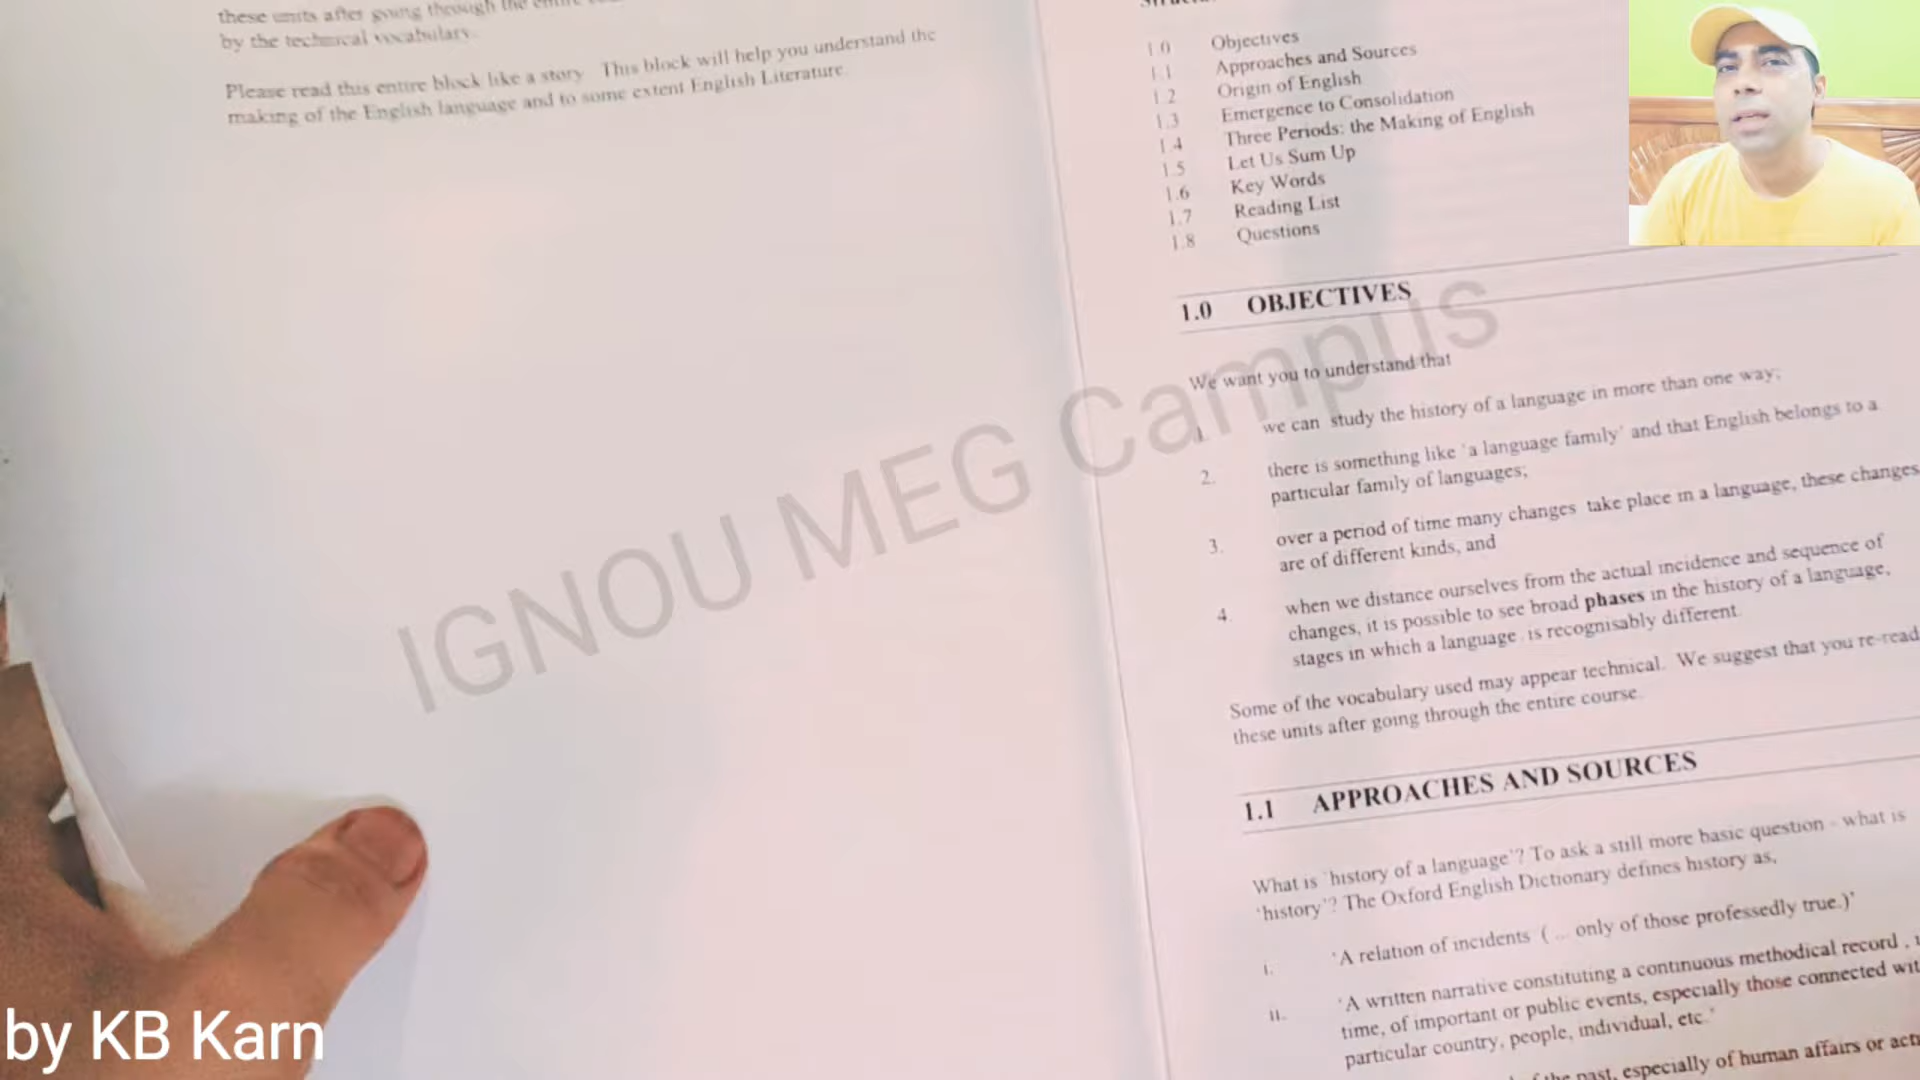 these units after going through the entire
by the technical vocabulary.
Please read this entire block like a story. This block will help you understand the
making of the English language and to some extent English Literature.
1.0 Objectives
1.1 Approaches and Sources
1.2 Origin of English
1.3 Emergence to Consolidation
1.4 Three Periods: the Making of English
1.5 Let Us Sum Up
1.6 Key Words
1.7 Reading List
1.8 Questions
1.0 OBJECTIVES
We want you to understand that
1. we can study the history of a language in more than one way;
2. there is something like 'a language family' and that English belongs to a
particular family of languages;
3. over a period of time many changes take place in a language, these changes
are of different kinds, and
4. when we distance ourselves from the actual incidence and sequence of
changes, it is possible to see broad phases in the history of a language,
stages in which a language is recognisably different.
Some of the vocabulary used may appear technical. We suggest that you re-read
these units after going through the entire course.
1.1 APPROACHES AND SOURCES
What is 'history of a language'? To ask a still more basic question - what is
'history'? The Oxford English Dictionary defines history as,
i. 'A relation of incidents ( ... only of those professedly true.)'
ii. 'A written narrative constituting a continuous methodical record,
time, of important or public events, especially those connected
particular country, people, individual, etc.'
of the past, especially of human affairs or
IGNOU MEG Campus
by KB Karn